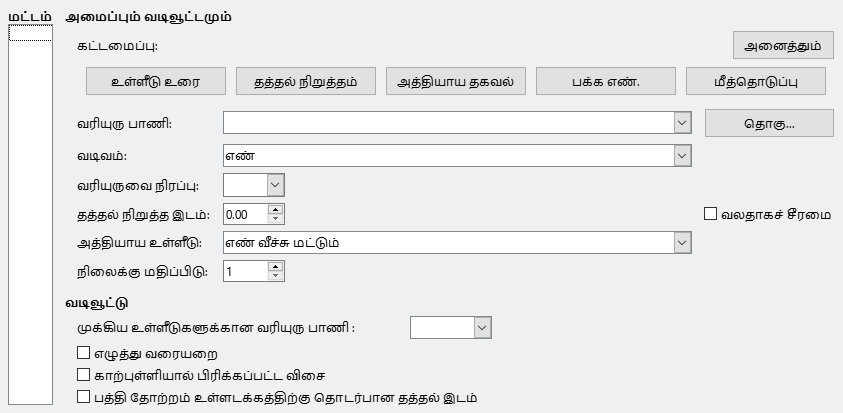 மட்டம் அமைப்பும் வடிவூட்டமும்
கட்டமைப்பு: அனைத்தும்
உள்ளீடு உரை தத்தல் நிறுத்தம் அத்தியாய தகவல் பக்க எண். மீத்தொடுப்பு
வரியுரு பாணி: தொகு...
வடிவம்: எண்
வரியுருவை நிரப்பு:
தத்தல் நிறுத்த இடம்: 0.00 வலதாகச் சீரமை
அத்தியாய உள்ளீடு: எண் வீச்சு மட்டும்
நிலைக்கு மதிப்பிடு: 1
வடிவூட்டு
முக்கிய உள்ளீடுகளுக்கான வரியுரு பாணி :
எழுத்து வரையறை
காற்புள்ளியால் பிரிக்கப்பட்ட விசை
பத்தி தோற்றம் உள்ளடக்கத்திற்கு தொடர்பான தத்தல் இடம்